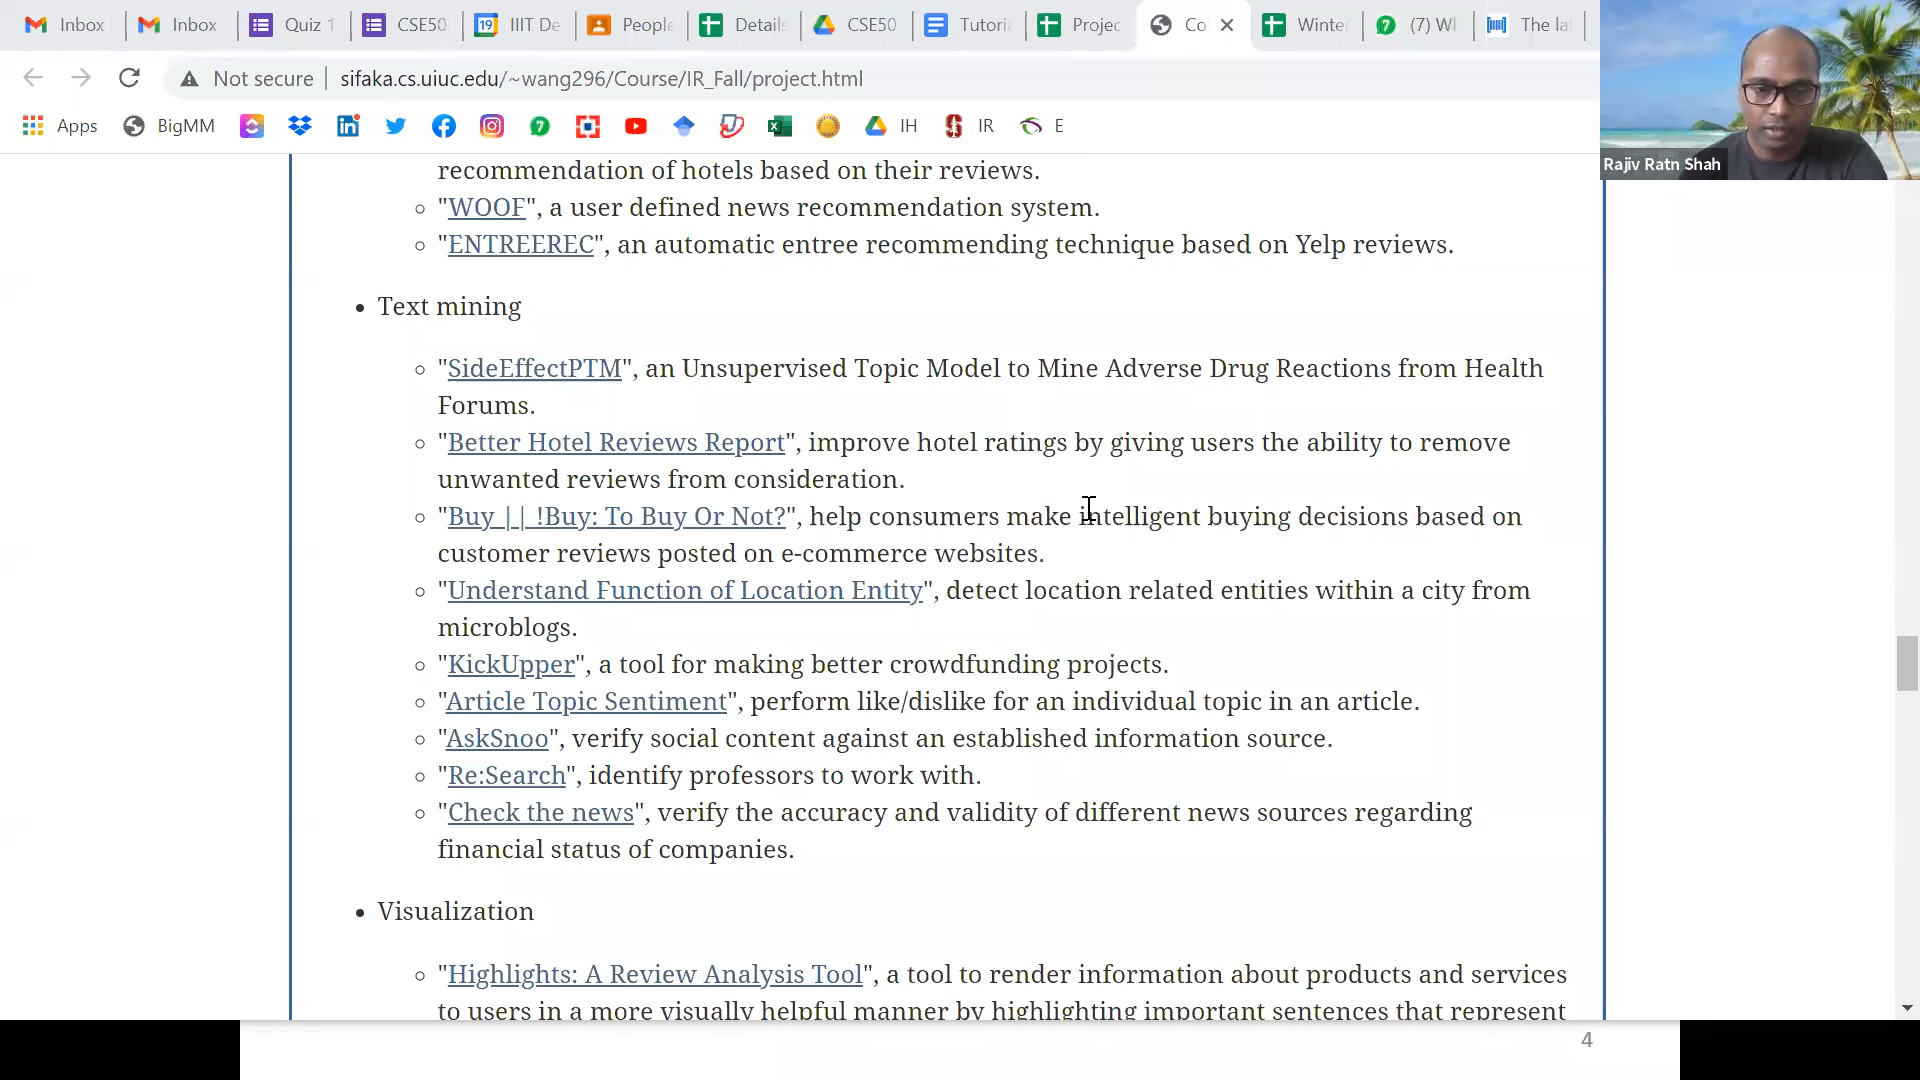 Inbox
Inbox
Quiz 1
CSE50
19
IIIT De
People
Details
CSE50
Tutori
Projec
Co
Winte
7
(7) W
The la
Not secure
sifaka.cs.uiuc.edu/~wang296/Course/IR_Fall/project.html
Apps
BigMM
7
IH
IR
E
Rajiv Ratn Shah
recommendation of hotels based on their reviews.
"WOOF", a user defined news recommendation system.
"ENTREEREC", an automatic entree recommending technique based on Yelp reviews.
Text mining
"SideEffectPTM", an Unsupervised Topic Model to Mine Adverse Drug Reactions from Health
Forums.
"Better Hotel Reviews Report", improve hotel ratings by giving users the ability to remove
unwanted reviews from consideration.
"Buy || !Buy: To Buy Or Not?", help consumers make intelligent buying decisions based on
customer reviews posted on e-commerce websites.
"Understand Function of Location Entity", detect location related entities within a city from
microblogs.
"KickUpper", a tool for making better crowdfunding projects.
"Article Topic Sentiment", perform like/dislike for an individual topic in an article.
"AskSnoo", verify social content against an established information source.
"Re:Search", identify professors to work with.
"Check the news", verify the accuracy and validity of different news sources regarding
financial status of companies.
Visualization
"Highlights: A Review Analysis Tool", a tool to render information about products and services
to users in a more visually helpful manner by highlighting important sentences that represent
4